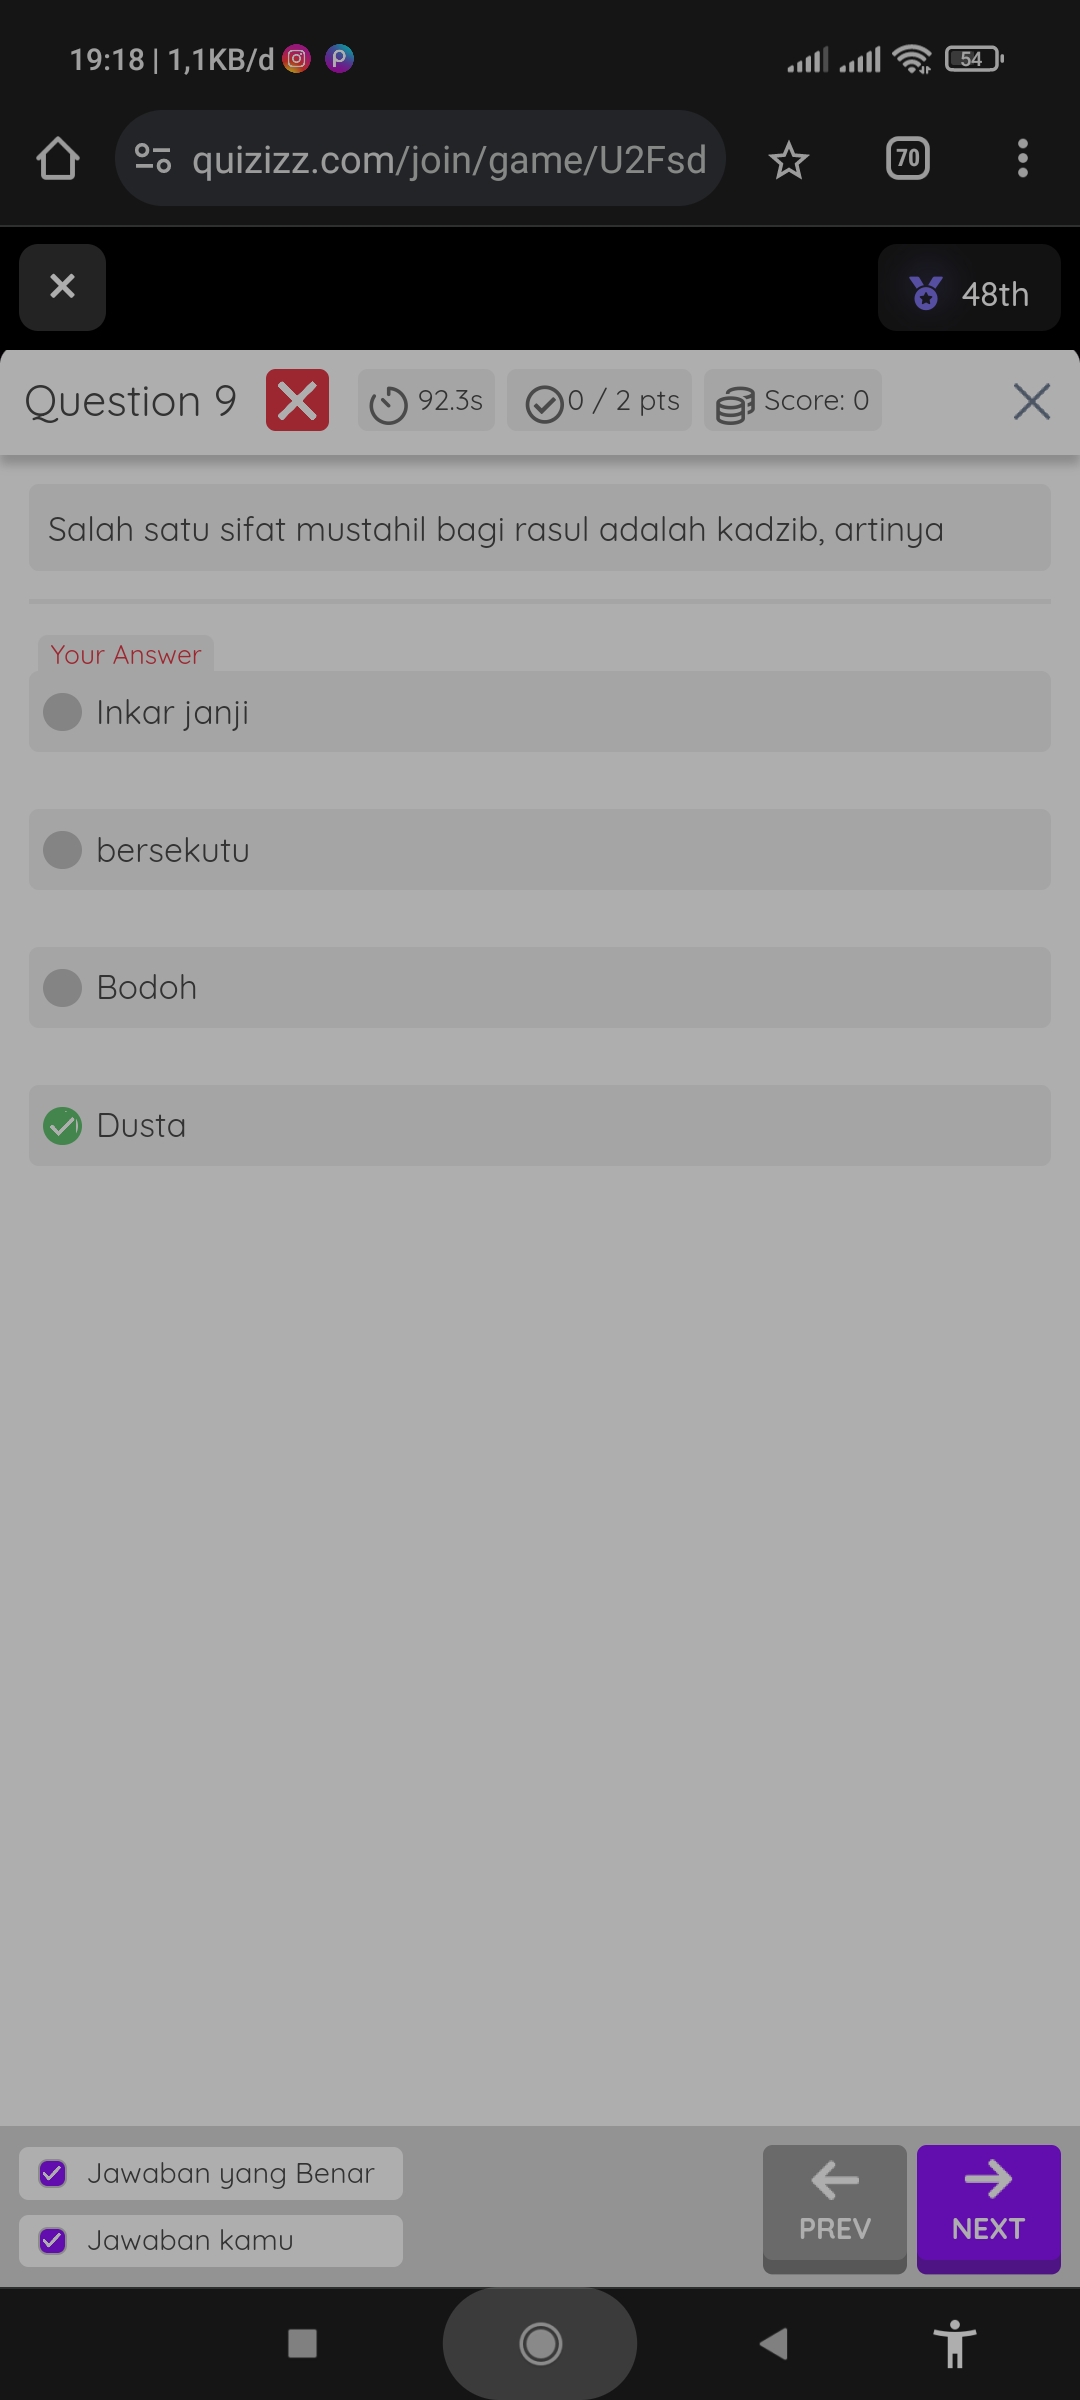 19:18 | 1,1KB/d
54
quizizz.com/join/game/U2Fsd
70
48th
Question 9
92.3s
0 / 2 pts
Score: 0
Salah satu sifat mustahil bagi rasul adalah kadzib, artinya
Your Answer
Inkar janji
bersekutu
Bodoh
Dusta
Jawaban yang Benar
Jawaban kamu
PREV
NEXT